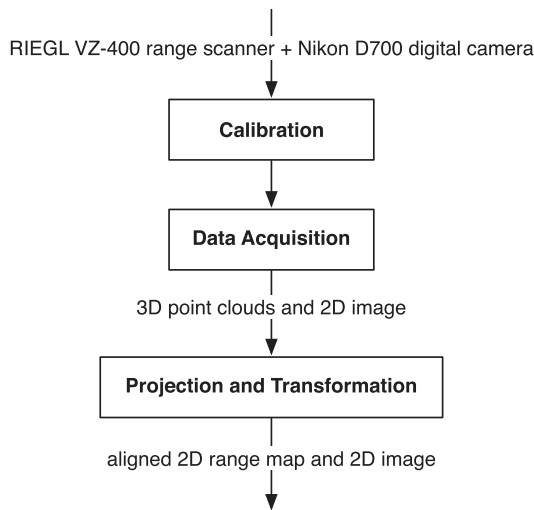 RIEGL VZ-400 range scanner + Nikon D700 digital camera
Calibration
Data Acquisition
3D point clouds and 2D image
Projection and Transformation
aligned 2D range map and 2D image